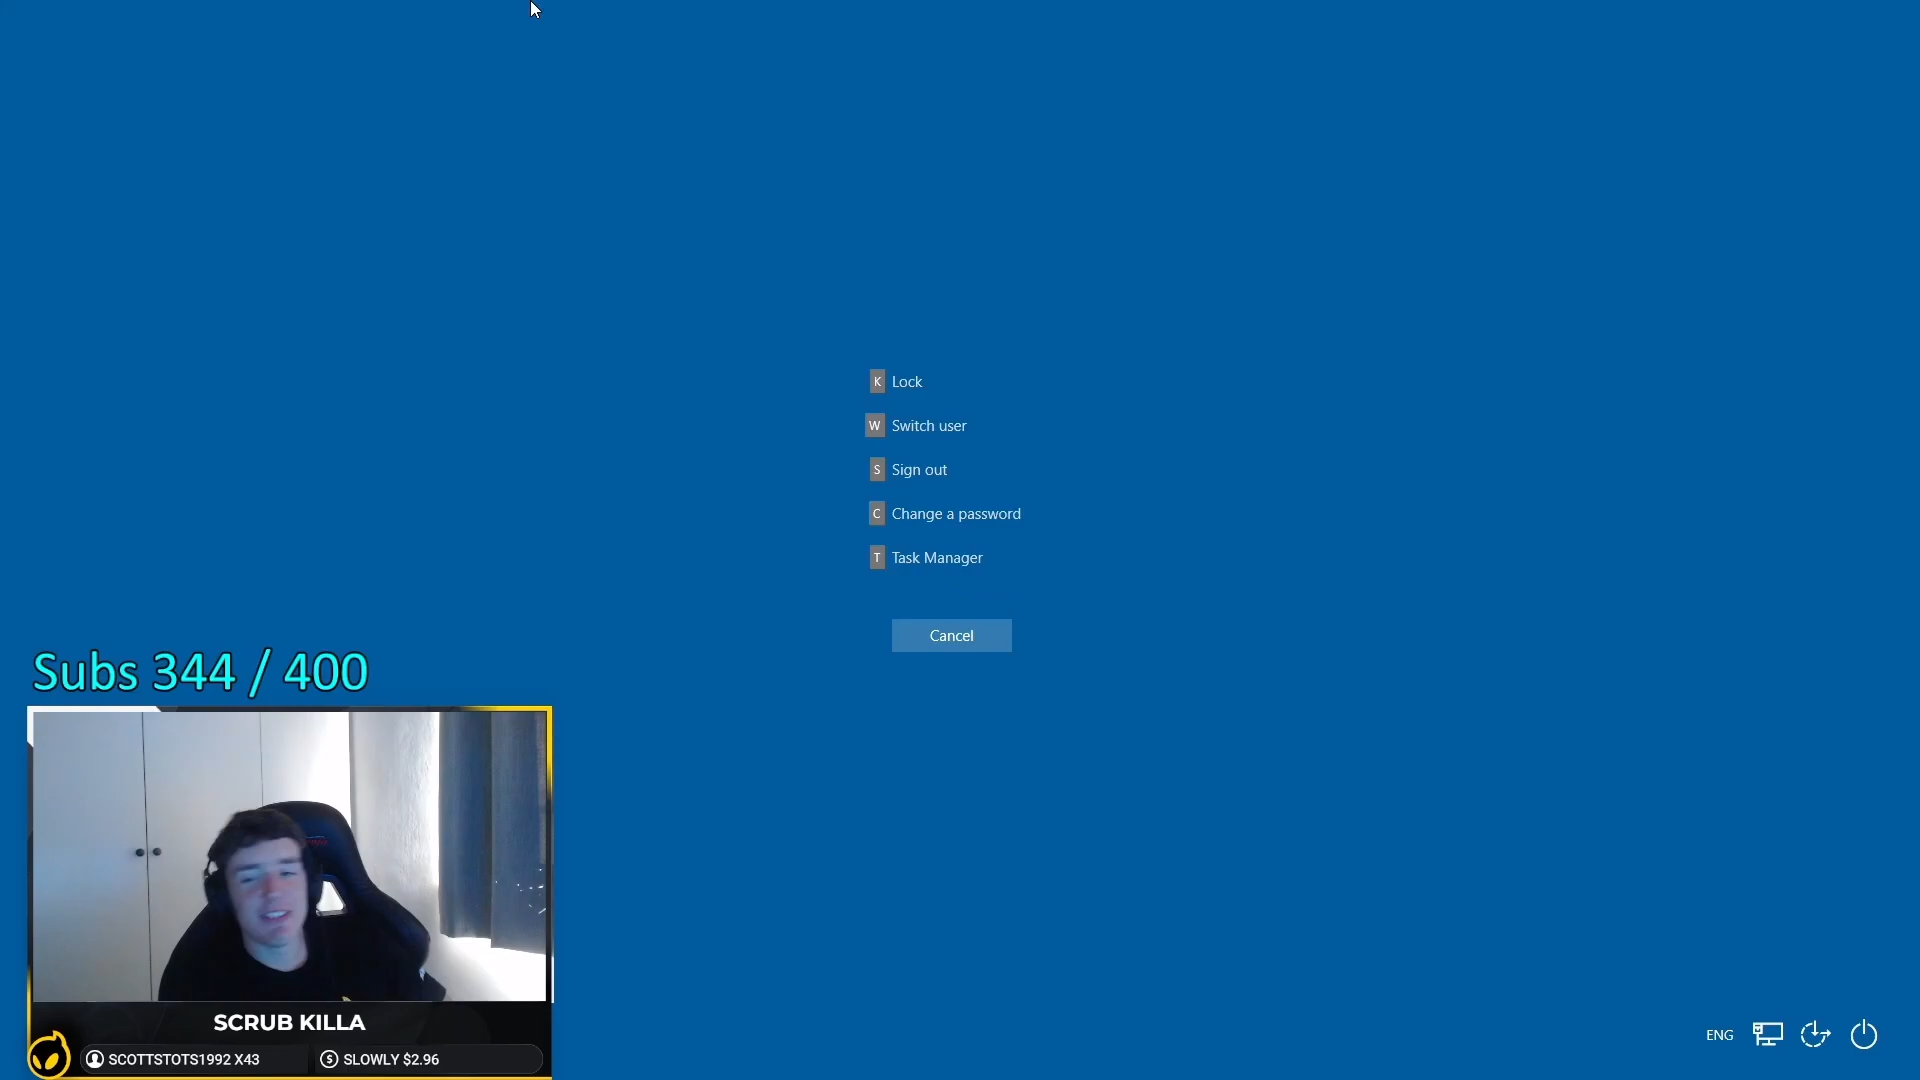 K Lock
W Switch user
S Sign out
C Change a password
T Task Manager
Cancel
Subs 344 / 400
SCRUB KILLA
SCOTTSTOTS1992 X43
$ SLOWLY $2.96
ENG